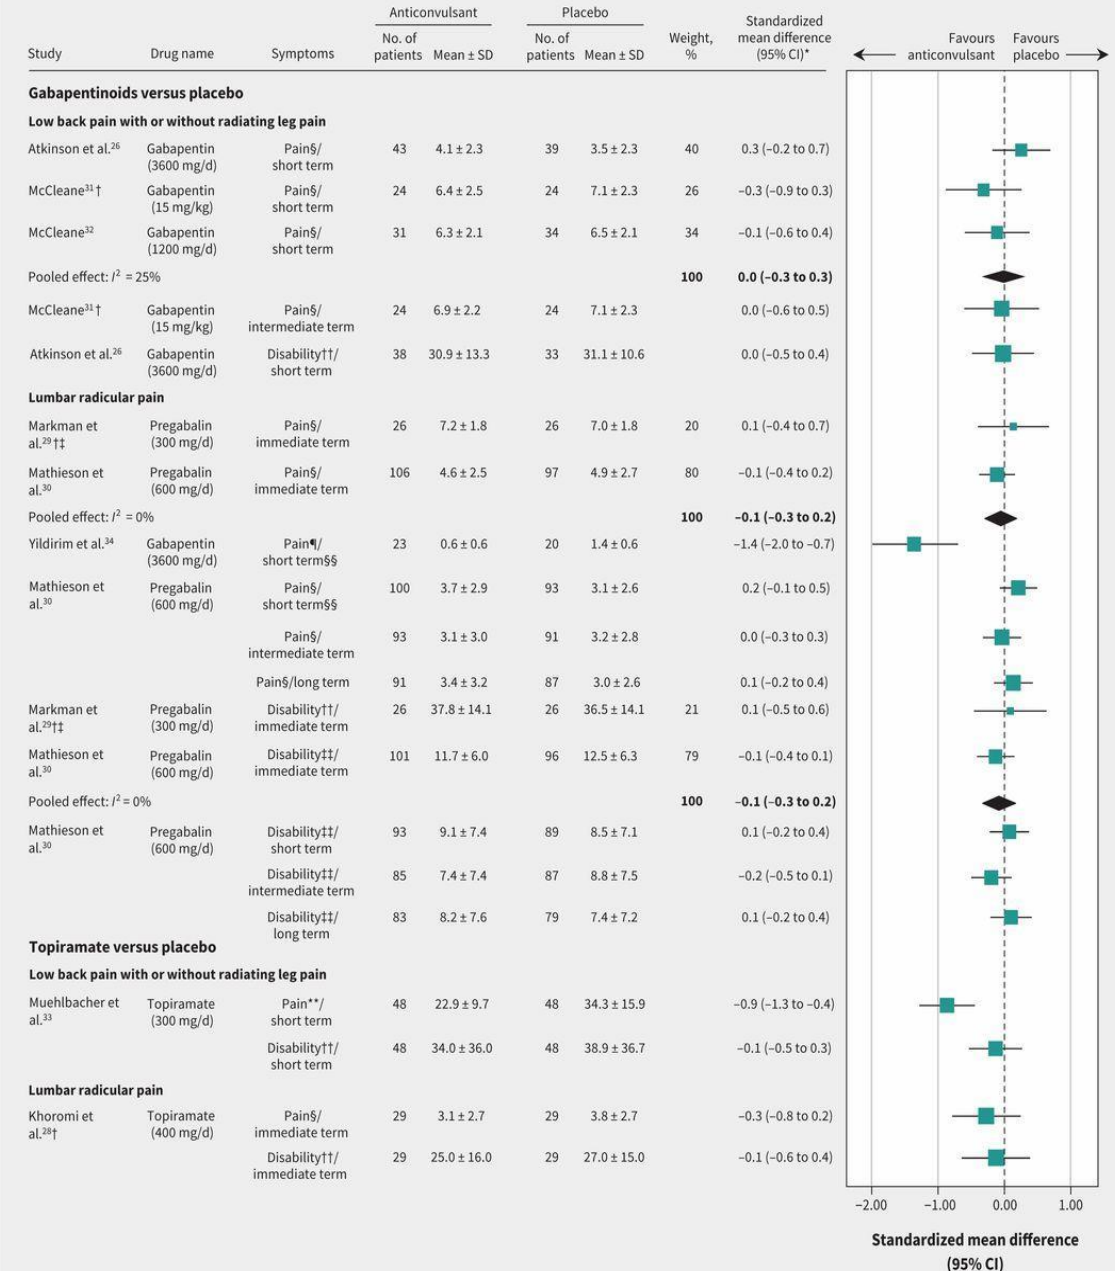 Anticonvulsant Placebo
Study Drug name Symptoms No. of patients Mean ± SD No. of patients Mean ± SD Weight, % Standardized mean difference (95% CI)* Favours anticonvulsant Favours placebo
Gabapentinoids versus placebo
Low back pain with or without radiating leg pain
Atkinson et al.26 Gabapentin (3600 mg/d) Pain§/ short term 43 4.1 ± 2.3 39 3.5 ± 2.3 40 0.3 (–0.2 to 0.7)
McCleane31† Gabapentin (15 mg/kg) Pain§/ short term 24 6.4 ± 2.5 24 7.1 ± 2.3 26 –0.3 (–0.9 to 0.3)
McCleane32 Gabapentin (1200 mg/d) Pain§/ short term 31 6.3 ± 2.1 34 6.5 ± 2.1 34 –0.1 (–0.6 to 0.4)
Pooled effect: I2 = 25% 100 0.0 (–0.3 to 0.3)
McCleane31† Gabapentin (15 mg/kg) Pain§/ intermediate term 24 6.9 ± 2.2 24 7.1 ± 2.3 0.0 (–0.6 to 0.5)
Atkinson et al.26 Gabapentin (3600 mg/d) Disability††/ short term 38 30.9 ± 13.3 33 31.1 ± 10.6 0.0 (–0.5 to 0.4)
Lumbar radicular pain
Markman et al.29†‡ Pregabalin (300 mg/d) Pain§/ immediate term 26 7.2 ± 1.8 26 7.0 ± 1.8 20 0.1 (–0.4 to 0.7)
Mathieson et al.30 Pregabalin (600 mg/d) Pain§/ immediate term 106 4.6 ± 2.5 97 4.9 ± 2.7 80 –0.1 (–0.4 to 0.2)
Pooled effect: I2 = 0% 100 –0.1 (–0.3 to 0.2)
Yildirim et al.34 Gabapentin (3600 mg/d) Pain¶/ short term§§ 23 0.6 ± 0.6 20 1.4 ± 0.6 –1.4 (–2.0 to –0.7)
Mathieson et al.30 Pregabalin (600 mg/d) Pain§/ short term§§ 100 3.7 ± 2.9 93 3.1 ± 2.6 0.2 (–0.1 to 0.5)
Pain§/ intermediate term 93 3.1 ± 3.0 91 3.2 ± 2.8 0.0 (–0.3 to 0.3)
Pain§/long term 91 3.4 ± 3.2 87 3.0 ± 2.6 0.1 (–0.2 to 0.4)
Markman et al.29†‡ Pregabalin (300 mg/d) Disability††/ immediate term 26 37.8 ± 14.1 26 36.5 ± 14.1 21 0.1 (–0.5 to 0.6)
Mathieson et al.30 Pregabalin (600 mg/d) Disability‡‡/ immediate term 101 11.7 ± 6.0 96 12.5 ± 6.3 79 –0.1 (–0.4 to 0.1)
Pooled effect: I2 = 0% 100 –0.1 (–0.3 to 0.2)
Mathieson et al.30 Pregabalin (600 mg/d) Disability‡‡/ short term 93 9.1 ± 7.4 89 8.5 ± 7.1 0.1 (–0.2 to 0.4)
Disability‡‡/ intermediate term 85 7.4 ± 7.4 87 8.8 ± 7.5 –0.2 (–0.5 to 0.1)
Disability‡‡/ long term 83 8.2 ± 7.6 79 7.4 ± 7.2 0.1 (–0.2 to 0.4)
Topiramate versus placebo
Low back pain with or without radiating leg pain
Muehlbacher et al.33 Topiramate (300 mg/d) Pain**/ short term 48 22.9 ± 9.7 48 34.3 ± 15.9 –0.9 (–1.3 to –0.4)
Disability††/ short term 48 34.0 ± 36.0 48 38.9 ± 36.7 –0.1 (–0.5 to 0.3)
Lumbar radicular pain
Khoromi et al.28† Topiramate (400 mg/d) Pain§/ immediate term 29 3.1 ± 2.7 29 3.8 ± 2.7 –0.3 (–0.8 to 0.2)
Disability††/ immediate term 29 25.0 ± 16.0 29 27.0 ± 15.0 –0.1 (–0.6 to 0.4)
–2.00 –1.00 0.00 1.00
Standardized mean difference
(95% CI)